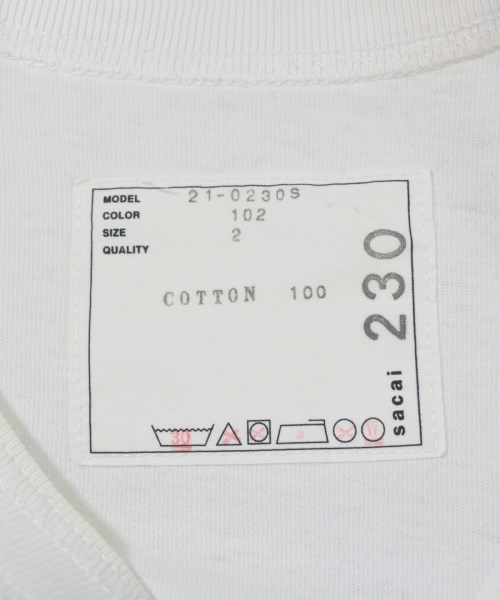 MODEL 21-0230S
COLOR 102
SIZE 2
QUALITY
COTTON 100
sacai 230
30
W